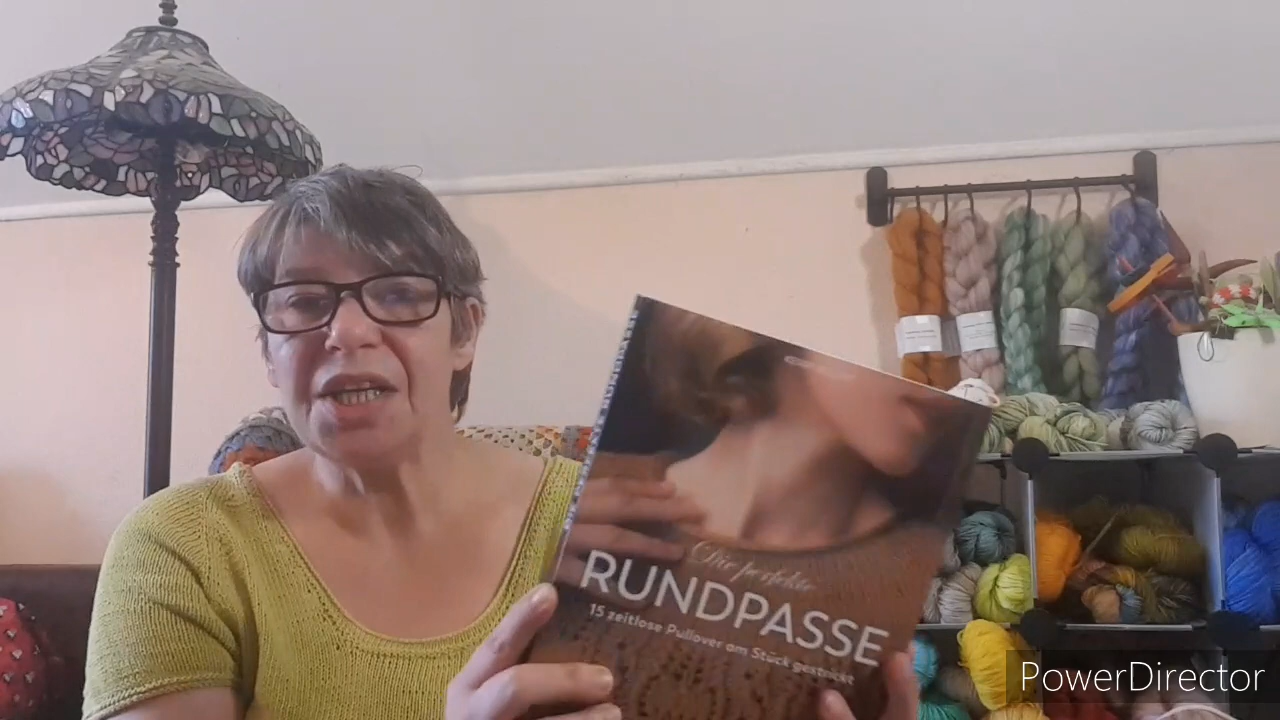 Die perfekte
RUNDPASSE
15 zeitlose Pullover am Stück gestrickt
PowerDirector